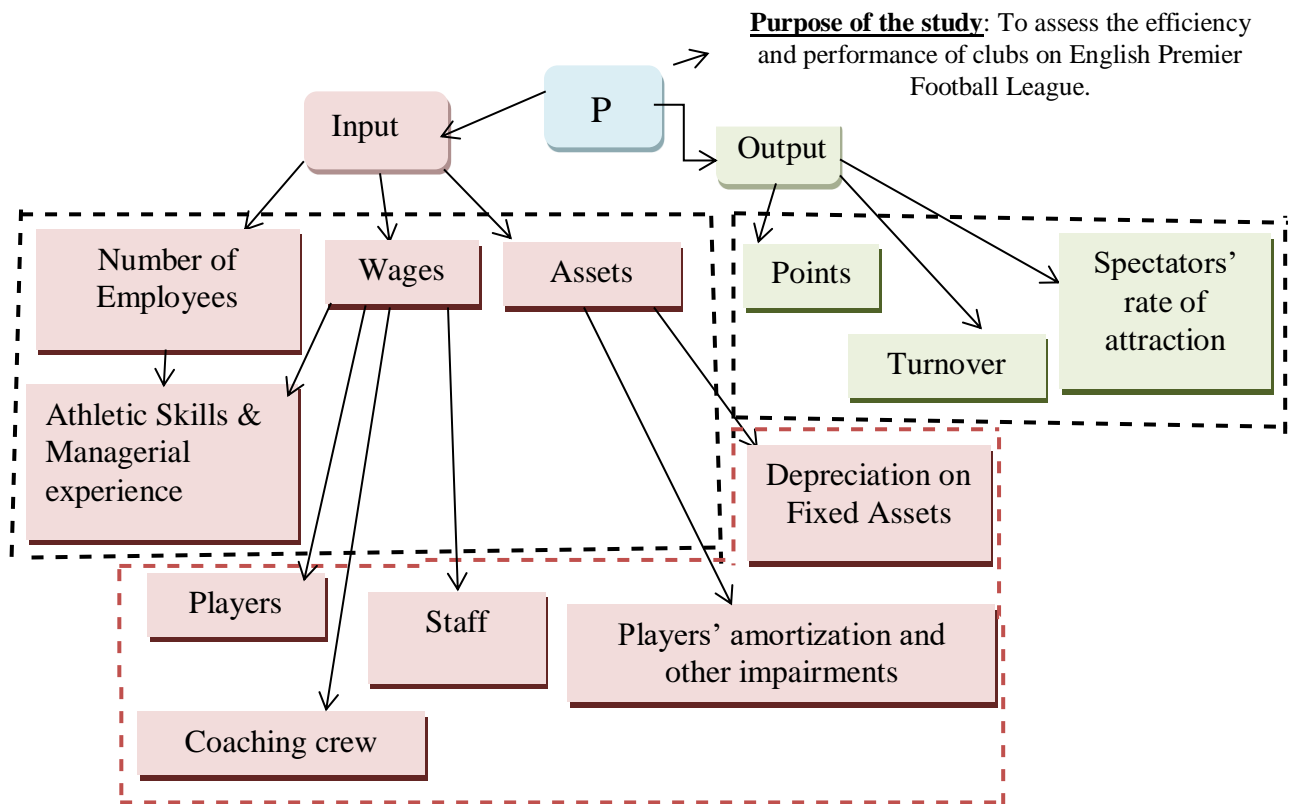 Purpose of the study: To assess the efficiency
and performance of clubs on English Premier
Football League.
P
Input
Output
Number of
Employees
Wages
Assets
Points
Spectators’
rate of
attraction
Turnover
Athletic Skills &
Managerial
experience
Depreciation on
Fixed Assets
Players
Staff
Players’ amortization and
other impairments
Coaching crew